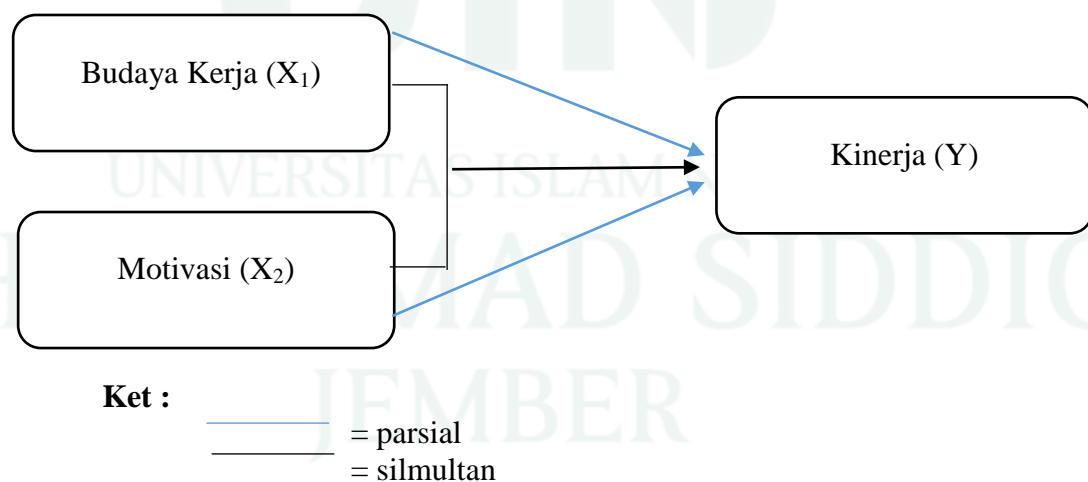 Budaya Kerja (X₁)
Kinerja (Y)
UNIVERSITAS ISLAM
Motivasi (X₂)
MAD SIDDIQ
JEMBER
Ket :
= parsial
= silmultan